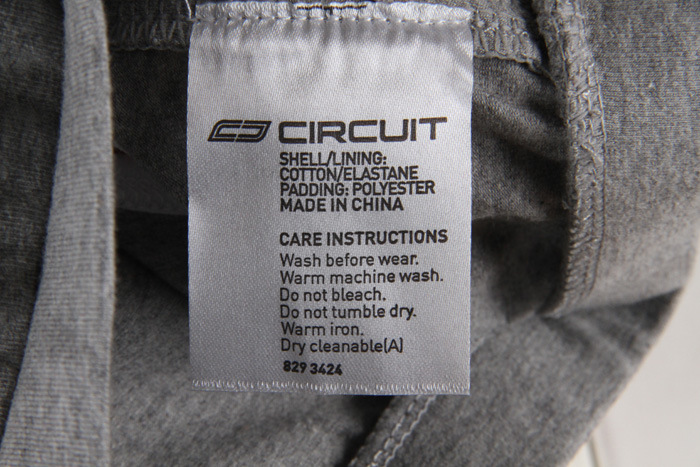 CIRCUIT
SHELL/LINING:
COTTON/ELASTANE
PADDING: POLYESTER
MADE IN CHINA
CARE INSTRUCTIONS
Wash before wear.
Warm machine wash.
Do not bleach.
Do not tumble dry.
Warm iron.
Dry cleanable(A)
829 3424